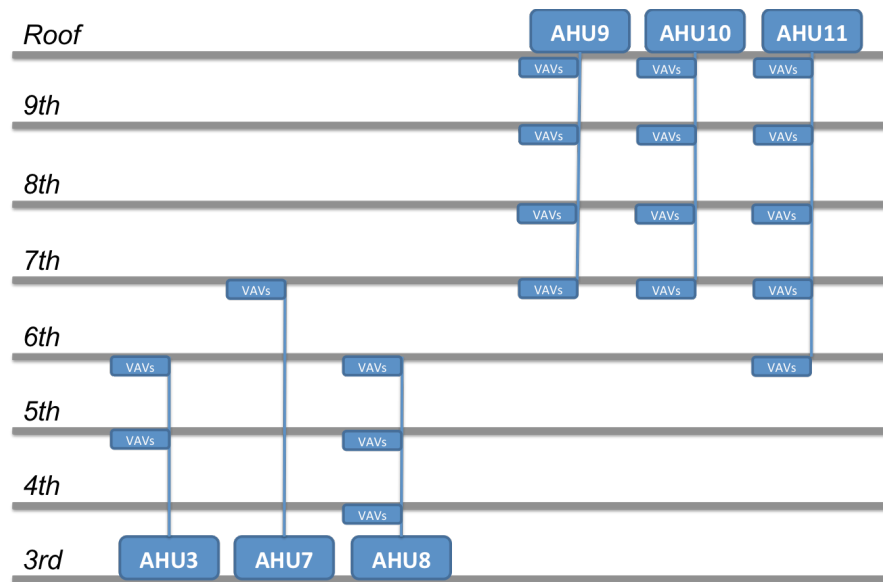 Roof AHU9 AHU10 AHU11
VAVs VAVs VAVs
9th
VAVs VAVs VAVs
8th
VAVs VAVs VAVs
7th
VAVs VAVs VAVs VAVs
6th
VAVs VAVs VAVs
5th
VAVs VAVs
4th
VAVs
3rd AHU3 AHU7 AHU8